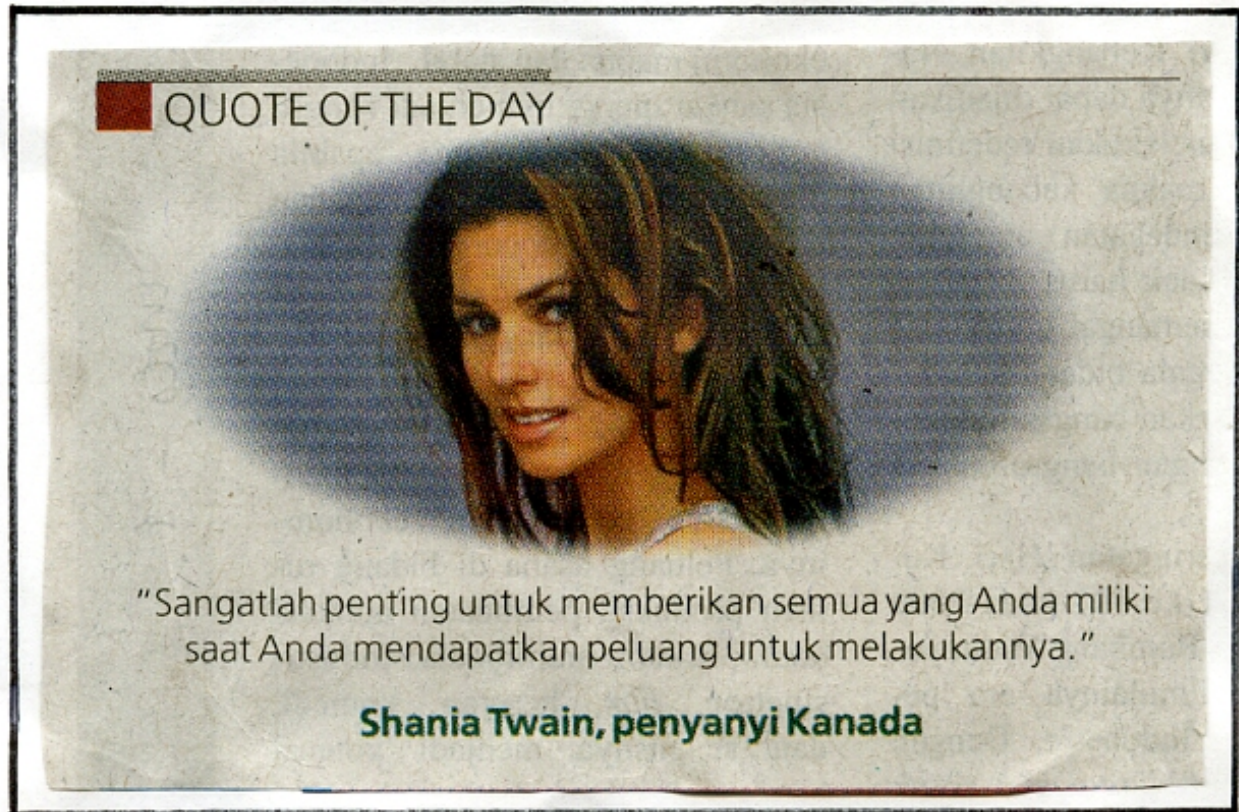 QUOTE OF THE DAY
"Sangatlah penting untuk memberikan semua yang Anda miliki
saat Anda mendapatkan peluang untuk melakukannya."
Shania Twain, penyanyi Kanada